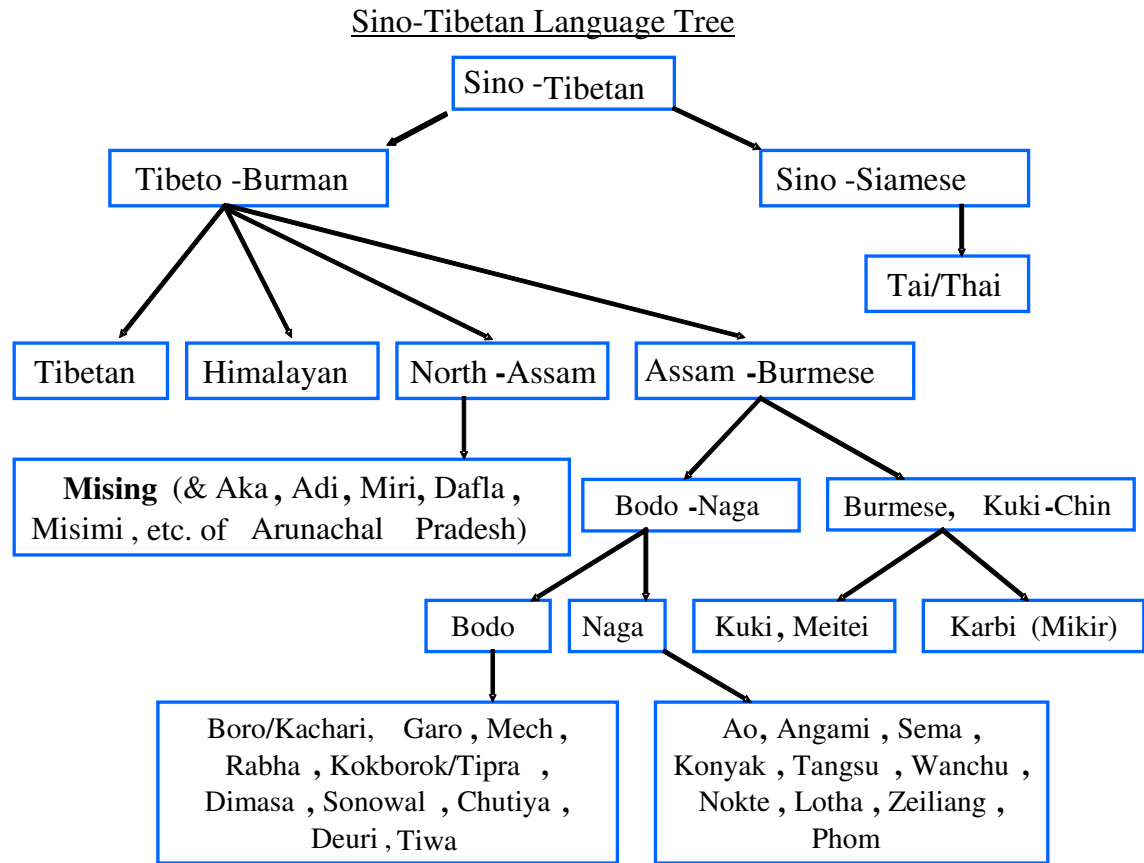 Sino-Tibetan Language Tree
Sino -Tibetan
Tibeto -Burman
Sino -Siamese
Tai/Thai
Tibetan
Himalayan
North -Assam
Assam -Burmese
Mising (& Aka , Adi , Miri, Dafla ,
Misimi , etc. of Arunachal Pradesh)
Bodo -Naga
Burmese, Kuki-Chin
Bodo
Naga
Kuki , Meitei
Karbi (Mikir)
Boro/Kachari, Garo , Mech ,
Rabha , Kokborok/Tipra ,
Dimasa , Sonowal , Chutiya ,
Deuri , Tiwa
Ao, Angami , Sema ,
Konyak , Tangsu , Wanchu ,
Nokte , Lotha , Zeiliang ,
Phom